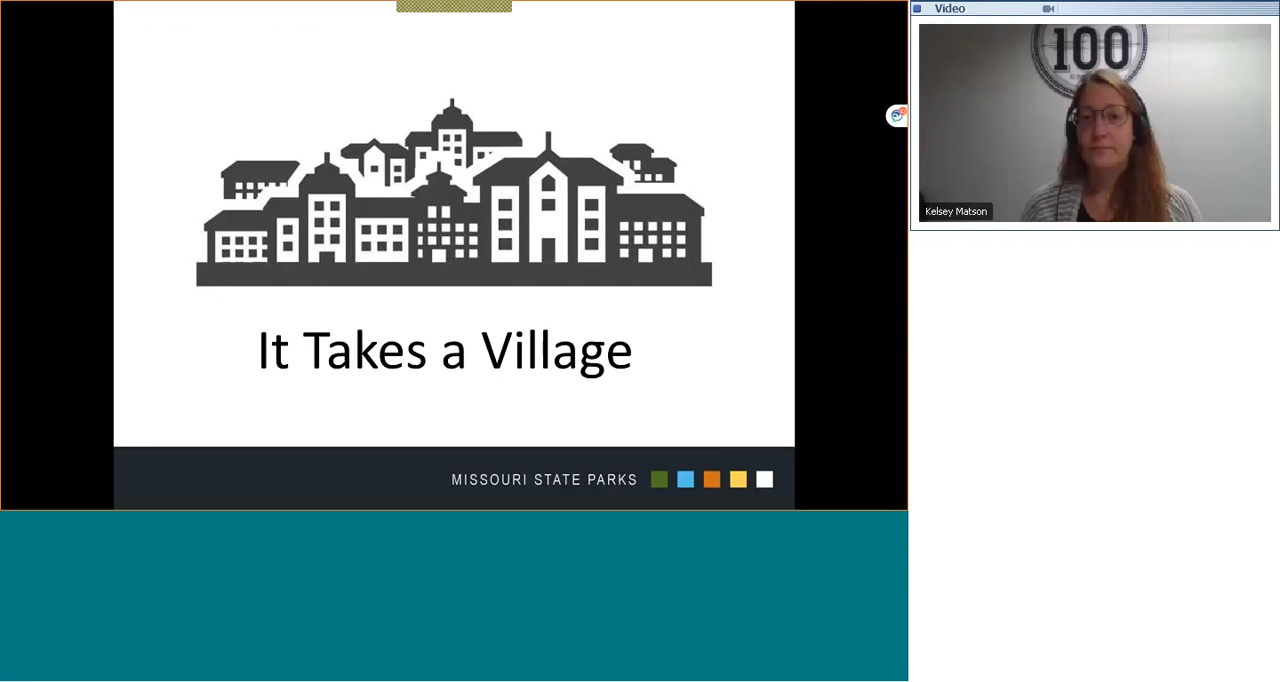 It Takes a Village
MISSOURI STATE PARKS
Video
100
Kelsey Matson